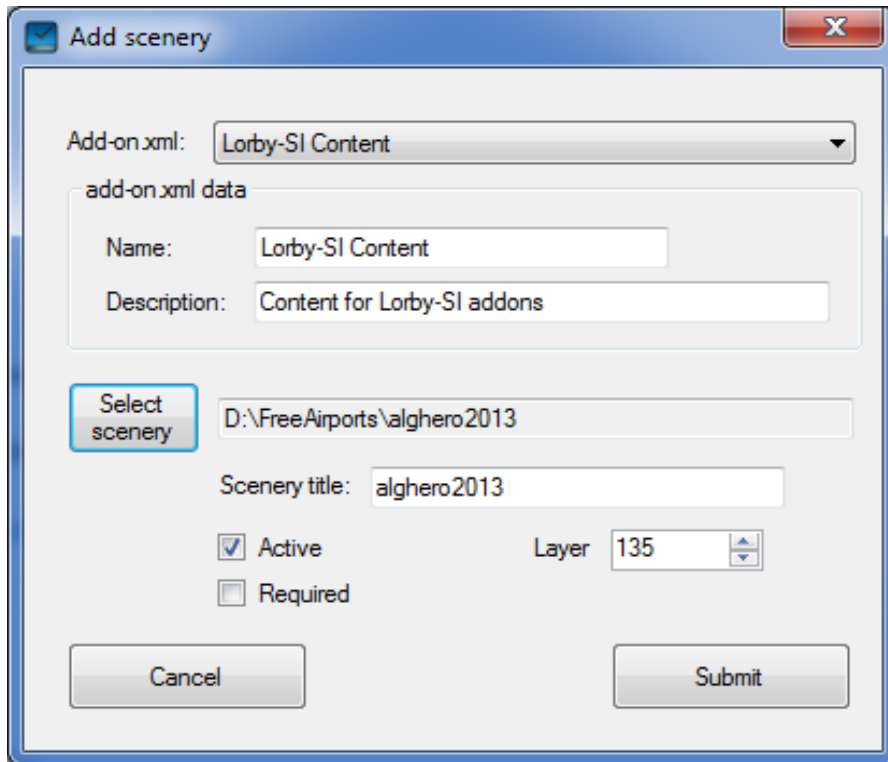 Add scenery
Add-on.xml: Lorby-SI Content
add-on.xml data
Name: Lorby-SI Content
Description: Content for Lorby-SI addons
Select
scenery
D:\FreeAirports\alghero2013
Scenery title: alghero2013
Active Layer 135
Required
Cancel Submit